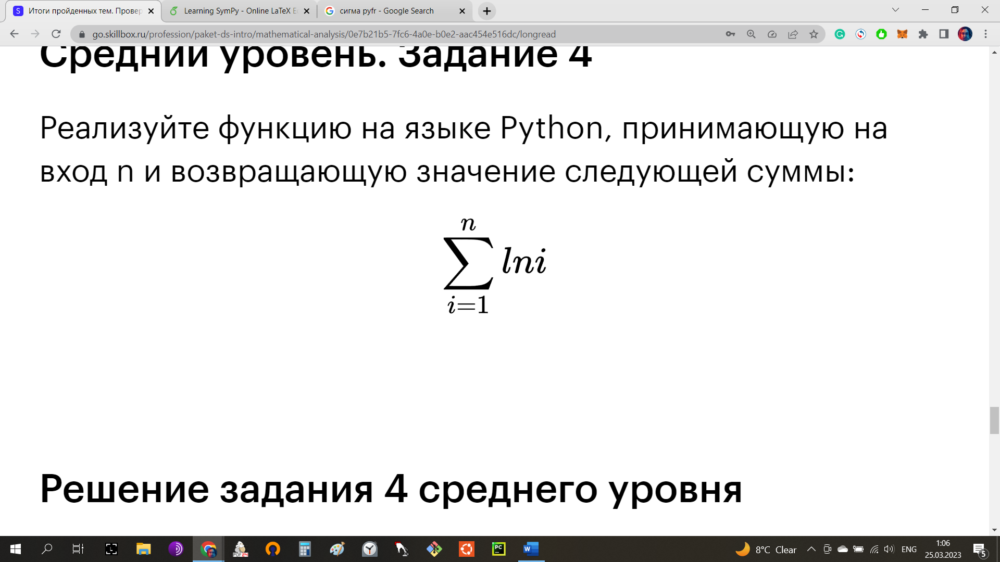 Итоги пройденных тем. Провер
Learning SymPy - Online LaTeX E
сигма pyfr - Google Search
go.skillbox.ru/profession/paket-ds-intro/mathematical-analysis/0e7b21b5-7fc6-4a0e-b0e2-aac454e516dc/longread
Средний уровень. Задание 4
Реализуйте функцию на языке Python, принимающую на
вход n и возвращающую значение следующей суммы:
n
∑ lni
i=1
Решение задания 4 среднего уровня
PDF24
PC
W
8°C Clear
ENG
1:06
25.03.2023
5